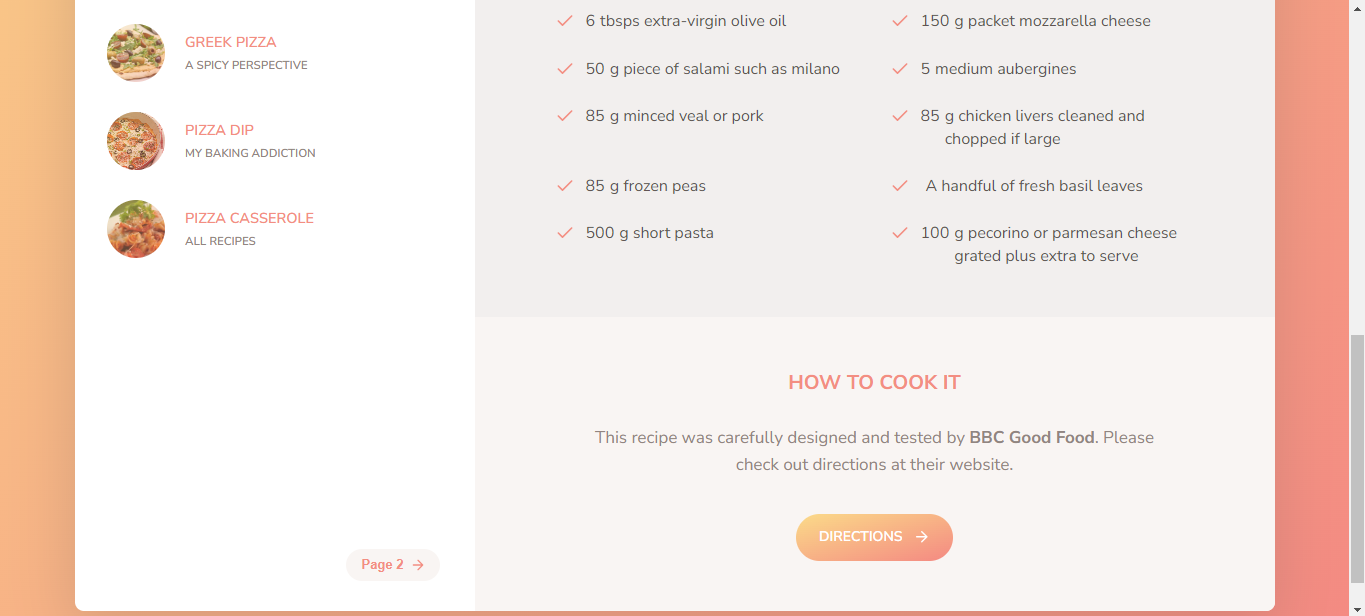 GREEK PIZZA
A SPICY PERSPECTIVE
PIZZA DIP
MY BAKING ADDICTION
PIZZA CASSEROLE
ALL RECIPES
Page 2
6 tbsps extra-virgin olive oil
150 g packet mozzarella cheese
50 g piece of salami such as milano
5 medium aubergines
85 g minced veal or pork
85 g chicken livers cleaned and
chopped if large
85 g frozen peas
A handful of fresh basil leaves
500 g short pasta
100 g pecorino or parmesan cheese
grated plus extra to serve
HOW TO COOK IT
This recipe was carefully designed and tested by BBC Good Food. Please
check out directions at their website.
DIRECTIONS